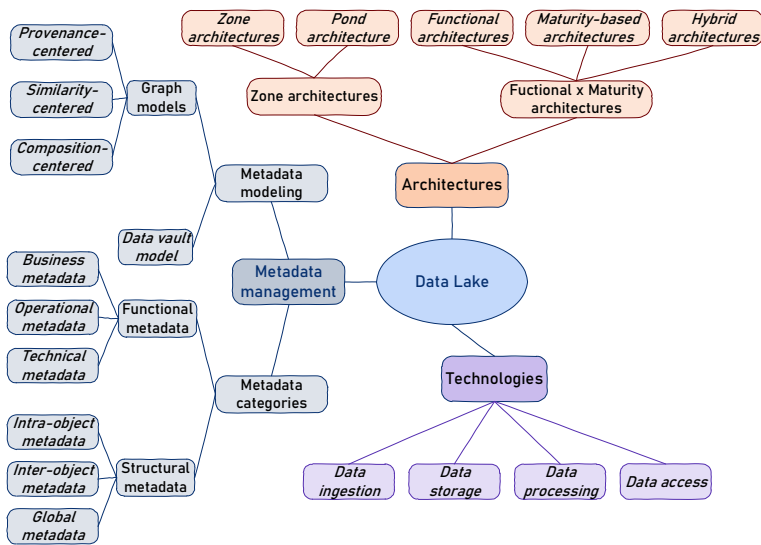 Zone
architectures
Pond
architecture
Functional
architectures
Maturity-based
architectures
Hybrid
architectures
Provenance-
centered
Similarity-
centered
Composition-
centered
Graph
models
Zone architectures
Fuctional x Maturity
architectures
Metadata
modeling
Architectures
Data vault
model
Metadata
management
Data Lake
Business
metadata
Operational
metadata
Technical
metadata
Functional
metadata
Metadata
categories
Technologies
Intra-object
metadata
Inter-object
metadata
Global
metadata
Structural
metadata
Data
ingestion
Data
storage
Data
processing
Data access